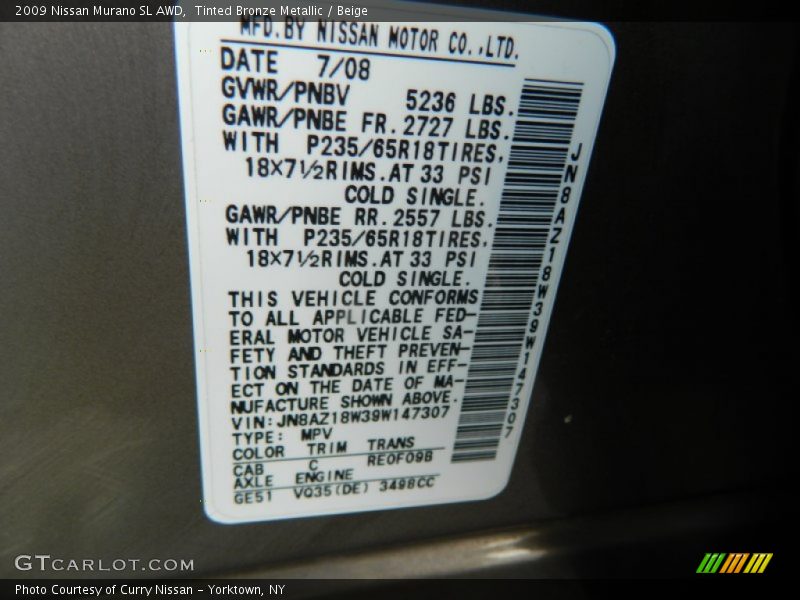 2009 Nissan Murano SL AWD,  Tinted Bronze Metallic / Beige
MFD.BY NISSAN MOTOR CO.,LTD.
DATE 7/08
GVWR/PNBV 5236 LBS.
GAWR/PNBE FR.2727 LBS.
WITH P235/65R18TIRES,
18×7½RIMS.AT 33 PSI
COLD SINGLE.
GAWR/PNBE RR.2557 LBS.
WITH P235/65R18TIRES.
18×7½RIMS.AT 33 PSI
COLD SINGLE.
THIS VEHICLE CONFORMS
TO ALL APPLICABLE FED-
ERAL MOTOR VEHICLE SA-
FETY AND THEFT PREVEN-
TION STANDARDS IN EFF-
ECT ON THE DATE OF MA-
NUFACTURE SHOWN ABOVE.
VIN:JN8AZ18W39W147307
TYPE: MPV
COLOR TRIM TRANS
CAB C RE0F09B
AXLE ENGINE
GE51 VQ35(DE) 3498CC
JN8AZ18W39W147307
GTCARLOT.COM
Photo Courtesy of Curry Nissan – Yorktown, NY